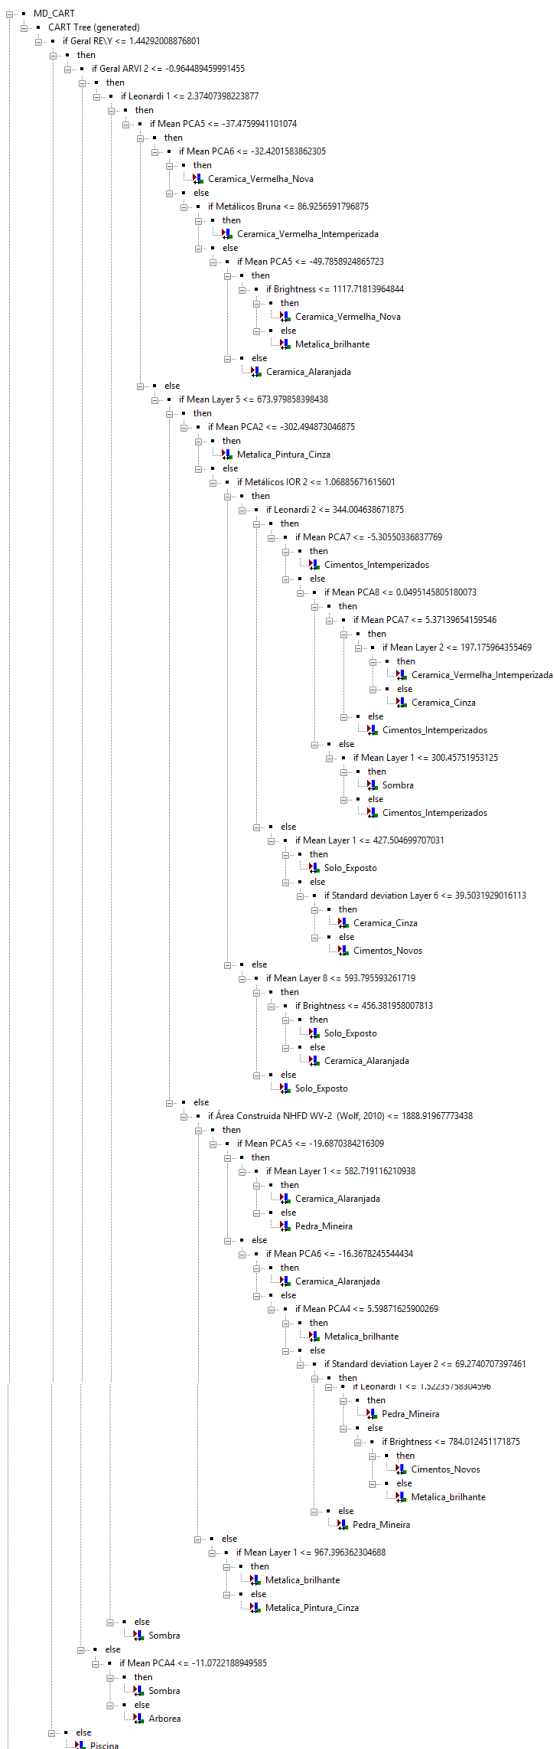 MD_CART
CART Tree (generated)
if Geral RE\Y <= 1.44292008876801
then
if Geral ARVI 2 <= -0.964489459991455
then
if Leonardi 1 <= 2.37407398223877
then
if Mean PCA5 <= -37.4759941101074
then
if Mean PCA6 <= -32.4201583862305
then
Ceramica_Vermelha_Nova
else
if Metálicos Bruna <= 86.9256591796875
then
Ceramica_Vermelha_Intemperizada
else
if Mean PCA5 <= -49.7858924865723
then
if Brightness <= 1117.71813964844
then
Ceramica_Vermelha_Nova
else
Metalica_brilhante
else
Ceramica_Alaranjada
else
if Mean Layer 5 <= 673.979858398438
then
if Mean PCA2 <= -302.494873046875
then
Metalica_Pintura_Cinza
else
if Metálicos IOR 2 <= 1.06885671615601
then
if Leonardi 2 <= 344.004638671875
then
if Mean PCA7 <= -5.30550336837769
then
Cimentos_Intemperizados
else
if Mean PCA8 <= 0.0495145805180073
then
if Mean PCA7 <= 5.37139654159546
then
if Mean Layer 2 <= 197.175964355469
then
Ceramica_Vermelha_Intemperizada
else
Ceramica_Cinza
else
Cimentos_Intemperizados
else
if Mean Layer 1 <= 300.45751953125
then
Sombra
else
Cimentos_Intemperizados
else
if Mean Layer 1 <= 427.504699707031
then
Solo_Exposto
else
if Standard deviation Layer 6 <= 39.5031929016113
then
Ceramica_Cinza
else
Cimentos_Novos
else
if Mean Layer 8 <= 593.795593261719
then
if Brightness <= 456.381958007813
then
Solo_Exposto
else
Ceramica_Alaranjada
else
Solo_Exposto
else
if Área Construida NHFD WV-2 (Wolf, 2010) <= 1888.91967773438
then
if Mean PCA5 <= -19.6870384216309
then
if Mean Layer 1 <= 582.719116210938
then
Ceramica_Alaranjada
else
Pedra_Mineira
else
if Mean PCA6 <= -16.3678245544434
then
Ceramica_Alaranjada
else
if Mean PCA4 <= 5.59871625900269
then
Metalica_brilhante
else
if Standard deviation Layer 2 <= 69.2740707397461
then
if Leonardi 1 <= 1.52235758304596
then
Pedra_Mineira
else
if Brightness <= 784.012451171875
then
Cimentos_Novos
else
Metalica_brilhante
else
Pedra_Mineira
else
if Mean Layer 1 <= 967.396362304688
then
Metalica_brilhante
else
Metalica_Pintura_Cinza
else
Sombra
else
if Mean PCA4 <= -11.0722188949585
then
Sombra
else
Arborea
else
Piscina